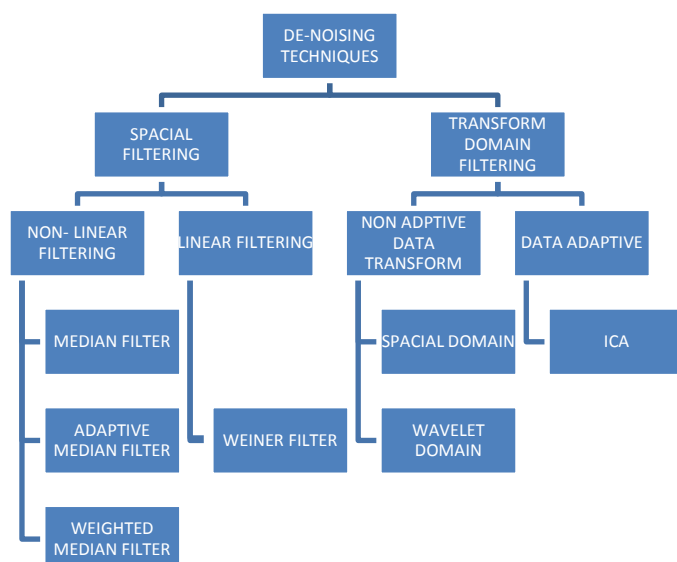 DE-NOISING
TECHNIQUES
SPACIAL
FILTERING
TRANSFORM
DOMAIN
FILTERING
NON- LINEAR
FILTERING
LINEAR FILTERING
NON ADPTIVE
DATA
TRANSFORM
DATA ADAPTIVE
MEDIAN FILTER
SPACIAL DOMAIN
ICA
ADAPTIVE
MEDIAN FILTER
WEINER FILTER
WAVELET
DOMAIN
WEIGHTED
MEDIAN FILTER